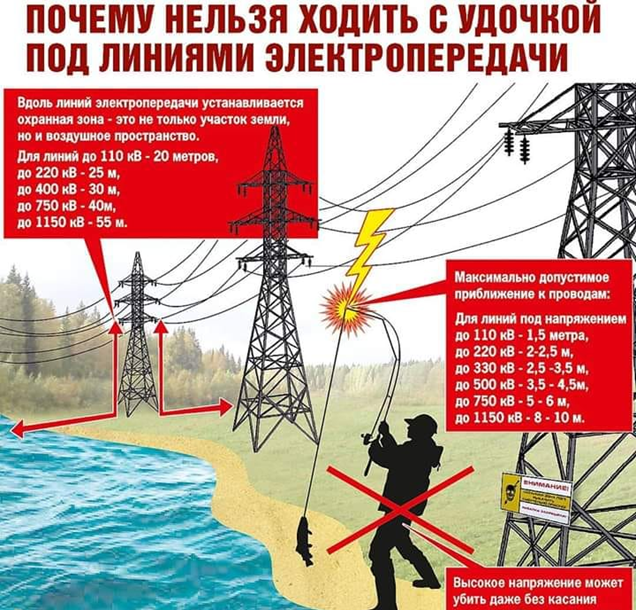 ПОЧЕМУ НЕЛЬЗЯ ХОДИТЬ С УДОЧКОЙ
ПОД ЛИНИЯМИ ЭЛЕКТРОПЕРЕДАЧИ
Вдоль линий электропередачи устанавливается
охранная зона - это не только участок земли,
но и воздушное пространство.
Для линий до 110 кВ - 20 метров,
до 220 кВ - 25 м,
до 400 кВ - 30 м,
до 750 кВ - 40м,
до 1150 кВ - 55 м.
Максимально допустимое
приближение к проводам:
Для линий под напряжением
до 110 кВ - 1,5 метра,
до 220 кВ - 2-2,5 м,
до 330 кВ - 2,5 -3,5 м,
до 500 кВ - 3,5 - 4,5м,
до 750 кВ - 5 - 6 м,
до 1150 кВ - 8 - 10 м.
ВНИМАНИЕ!
Высокое напряжение может
убить даже без касания